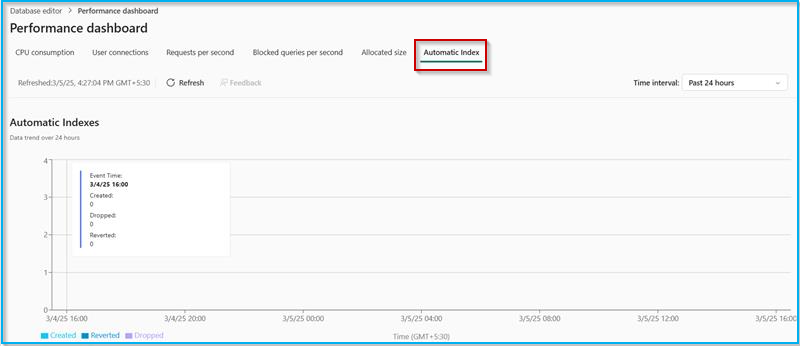 Database editor > Performance dashboard
Performance dashboard
CPU consumption User connections Requests per second Blocked queries per second Allocated size Automatic Index
Refreshed:3/5/25, 4:27:04 PM GMT+5:30 Refresh Feedback Time interval: Past 24 hours
Automatic Indexes
Data trend over 24 hours
4
Event Time:
3/4/25 16:00
Created:
0
3
Dropped:
0
2
Reverted:
0
1
0
3/4/25 16:00 3/4/25 20:00 3/5/25 00:00 3/5/25 04:00 3/5/25 08:00 3/5/25 12:00 3/5/25 16:00
Created Reverted Dropped Time (GMT+5:30)